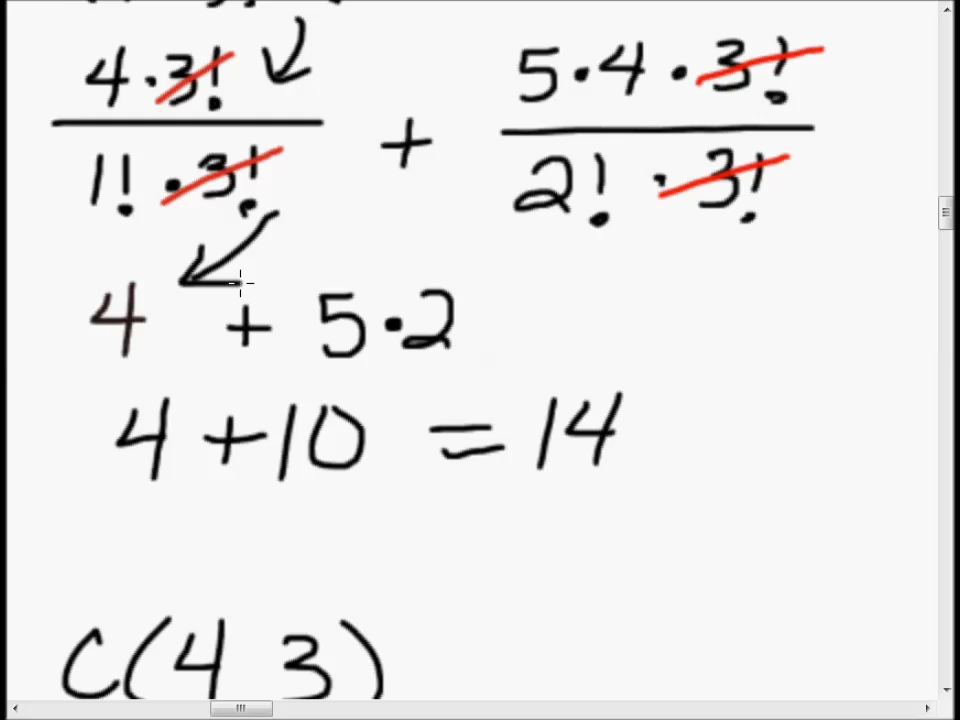 4·3! + 5·4·3!
1!·3! 2!·3!
4 + 5·2
4 + 10 = 14
C(4 3)